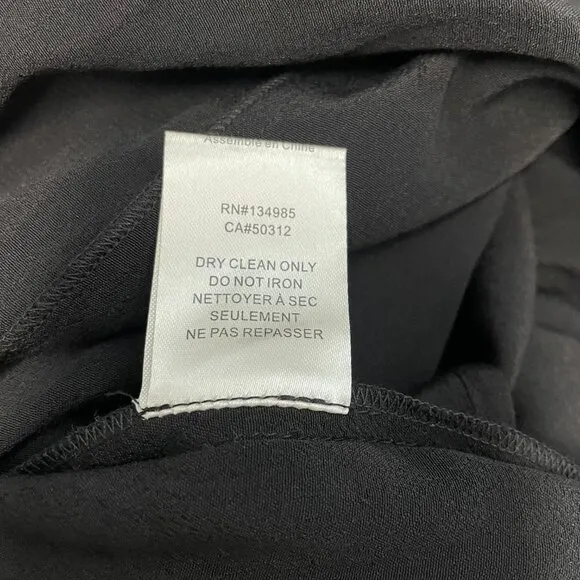 Assemblé en Chine
RN#134985
CA#50312
DRY CLEAN ONLY
DO NOT IRON
NETTOYER À SEC
SEULEMENT
NE PAS REPASSER